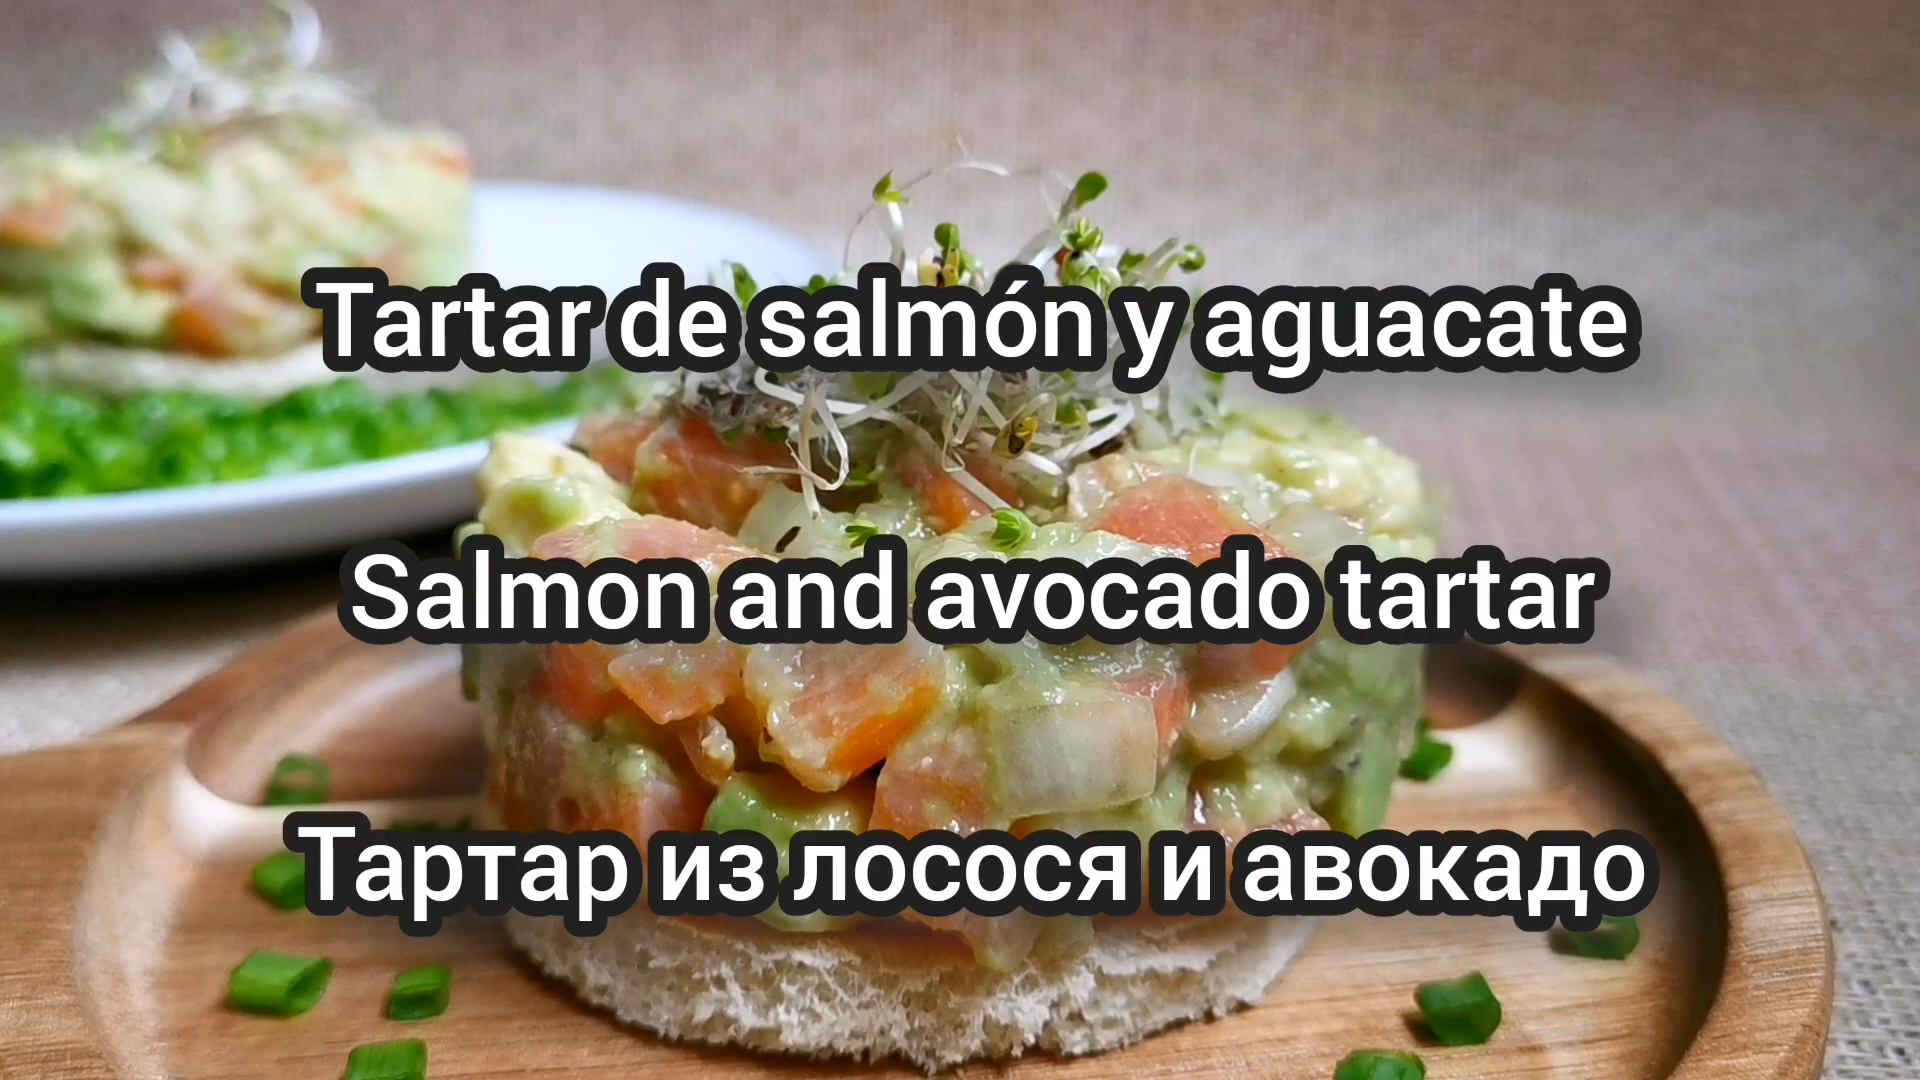 Tartar de salmón y aguacate
Salmon and avocado tartar
Тартар из лосося и авокадо